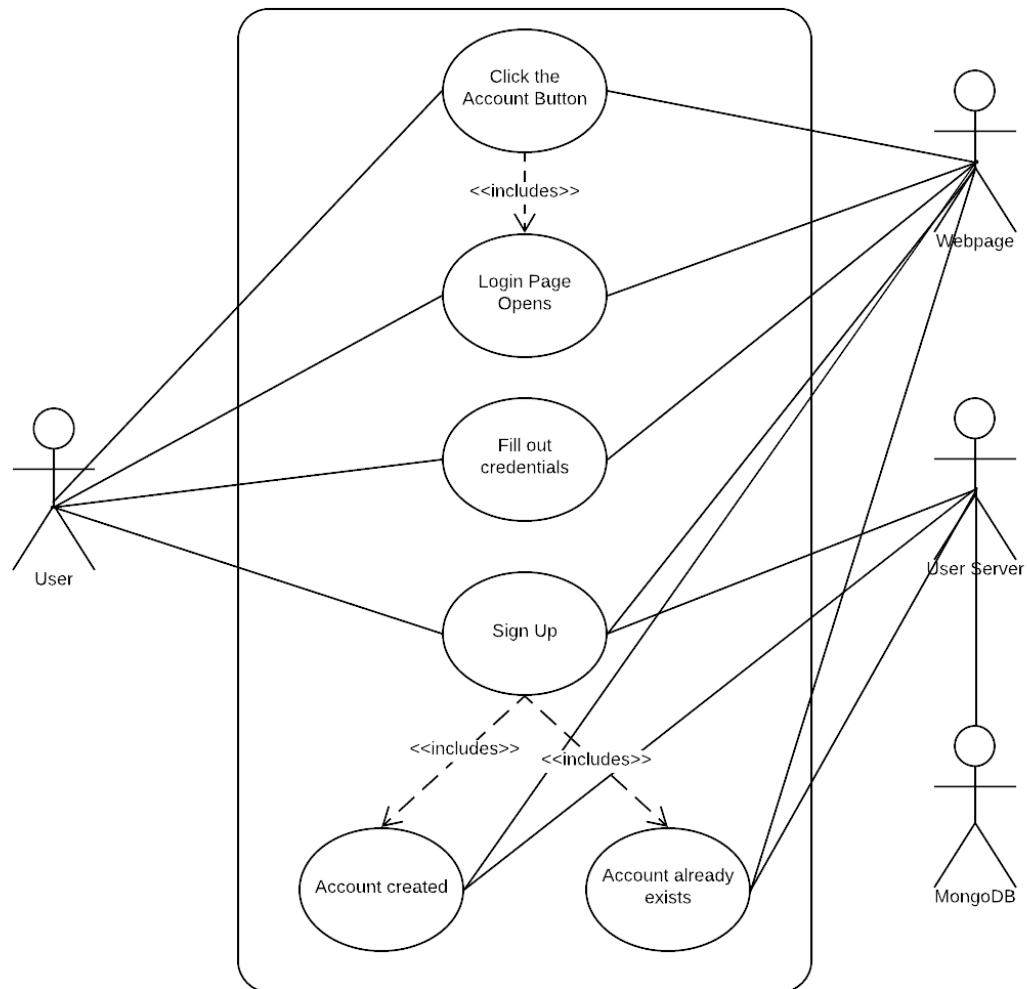 Click the
Account Button
<<includes>>
Webpage
Login Page
Opens
Fill out
credentials
User
User Server
Sign Up
<<includes>>
<<includes>>
Account created
Account already
exists
MongoDB